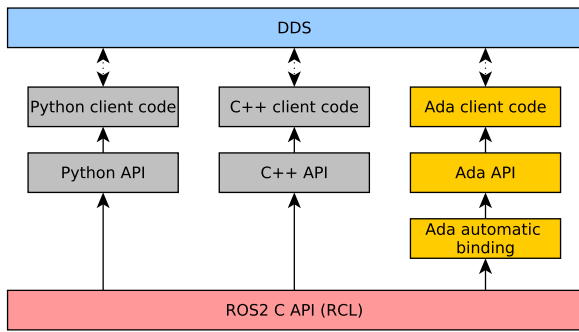 DDS
Python client code
C++ client code
Ada client code
Python API
C++ API
Ada API
Ada automatic
binding
ROS2 C API (RCL)